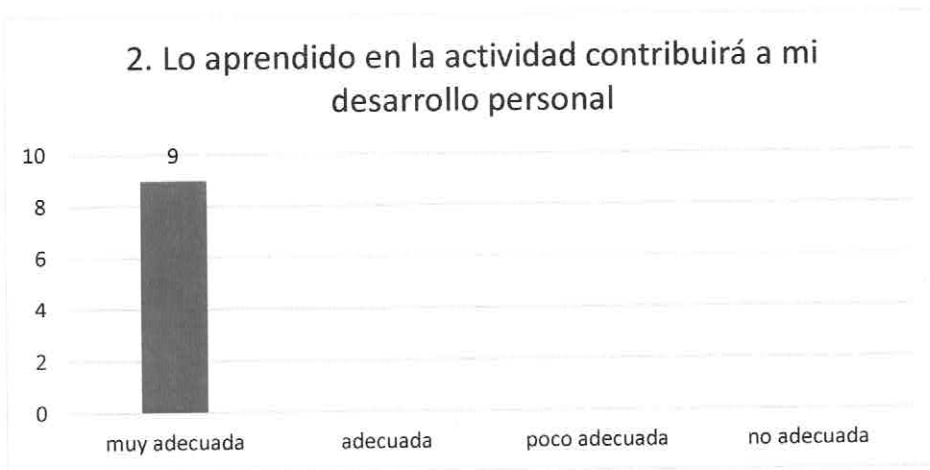 2. Lo aprendido en la actividad contribuirá a mi
desarrollo personal
10
9
8
6
4
2
0
muy adecuada
adecuada
poco adecuada
no adecuada